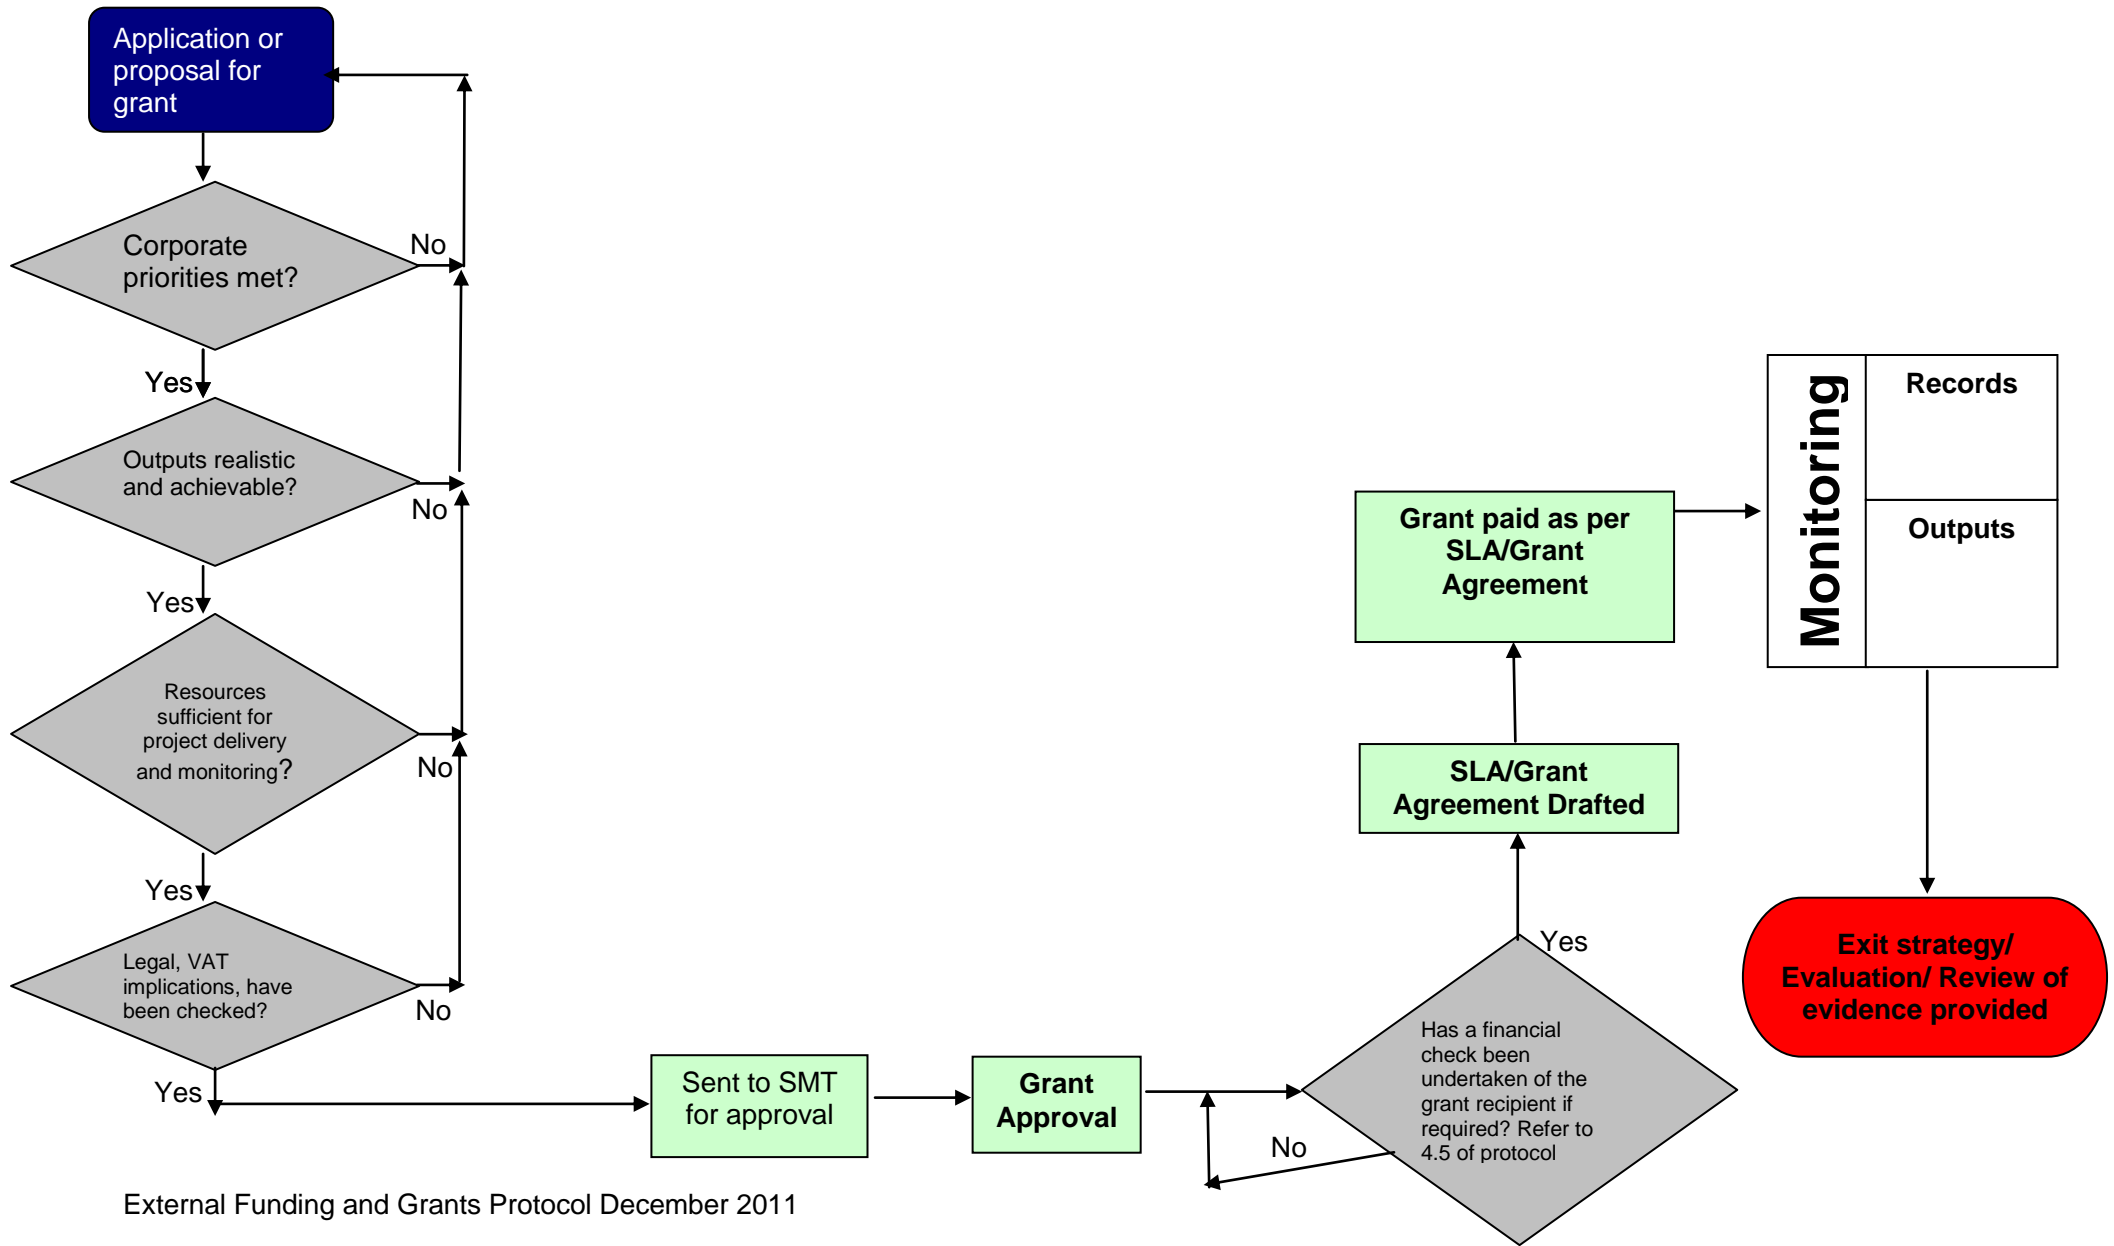 Application or
proposal for
grant
Corporate
priorities met?
No
Yes
Outputs realistic
and achievable?
No
Yes
Resources
sufficient for
project delivery
and monitoring?
No
Yes
Legal, VAT
implications, have
been checked?
No
Yes
Sent to SMT
for approval
Grant
Approval
Has a financial
check been
undertaken of the
grant recipient if
required? Refer to
4.5 of protocol
No
Yes
SLA/Grant
Agreement Drafted
Grant paid as per
SLA/Grant
Agreement
Monitoring
Records
Outputs
Exit strategy/
Evaluation/ Review of
evidence provided
External Funding and Grants Protocol December 2011